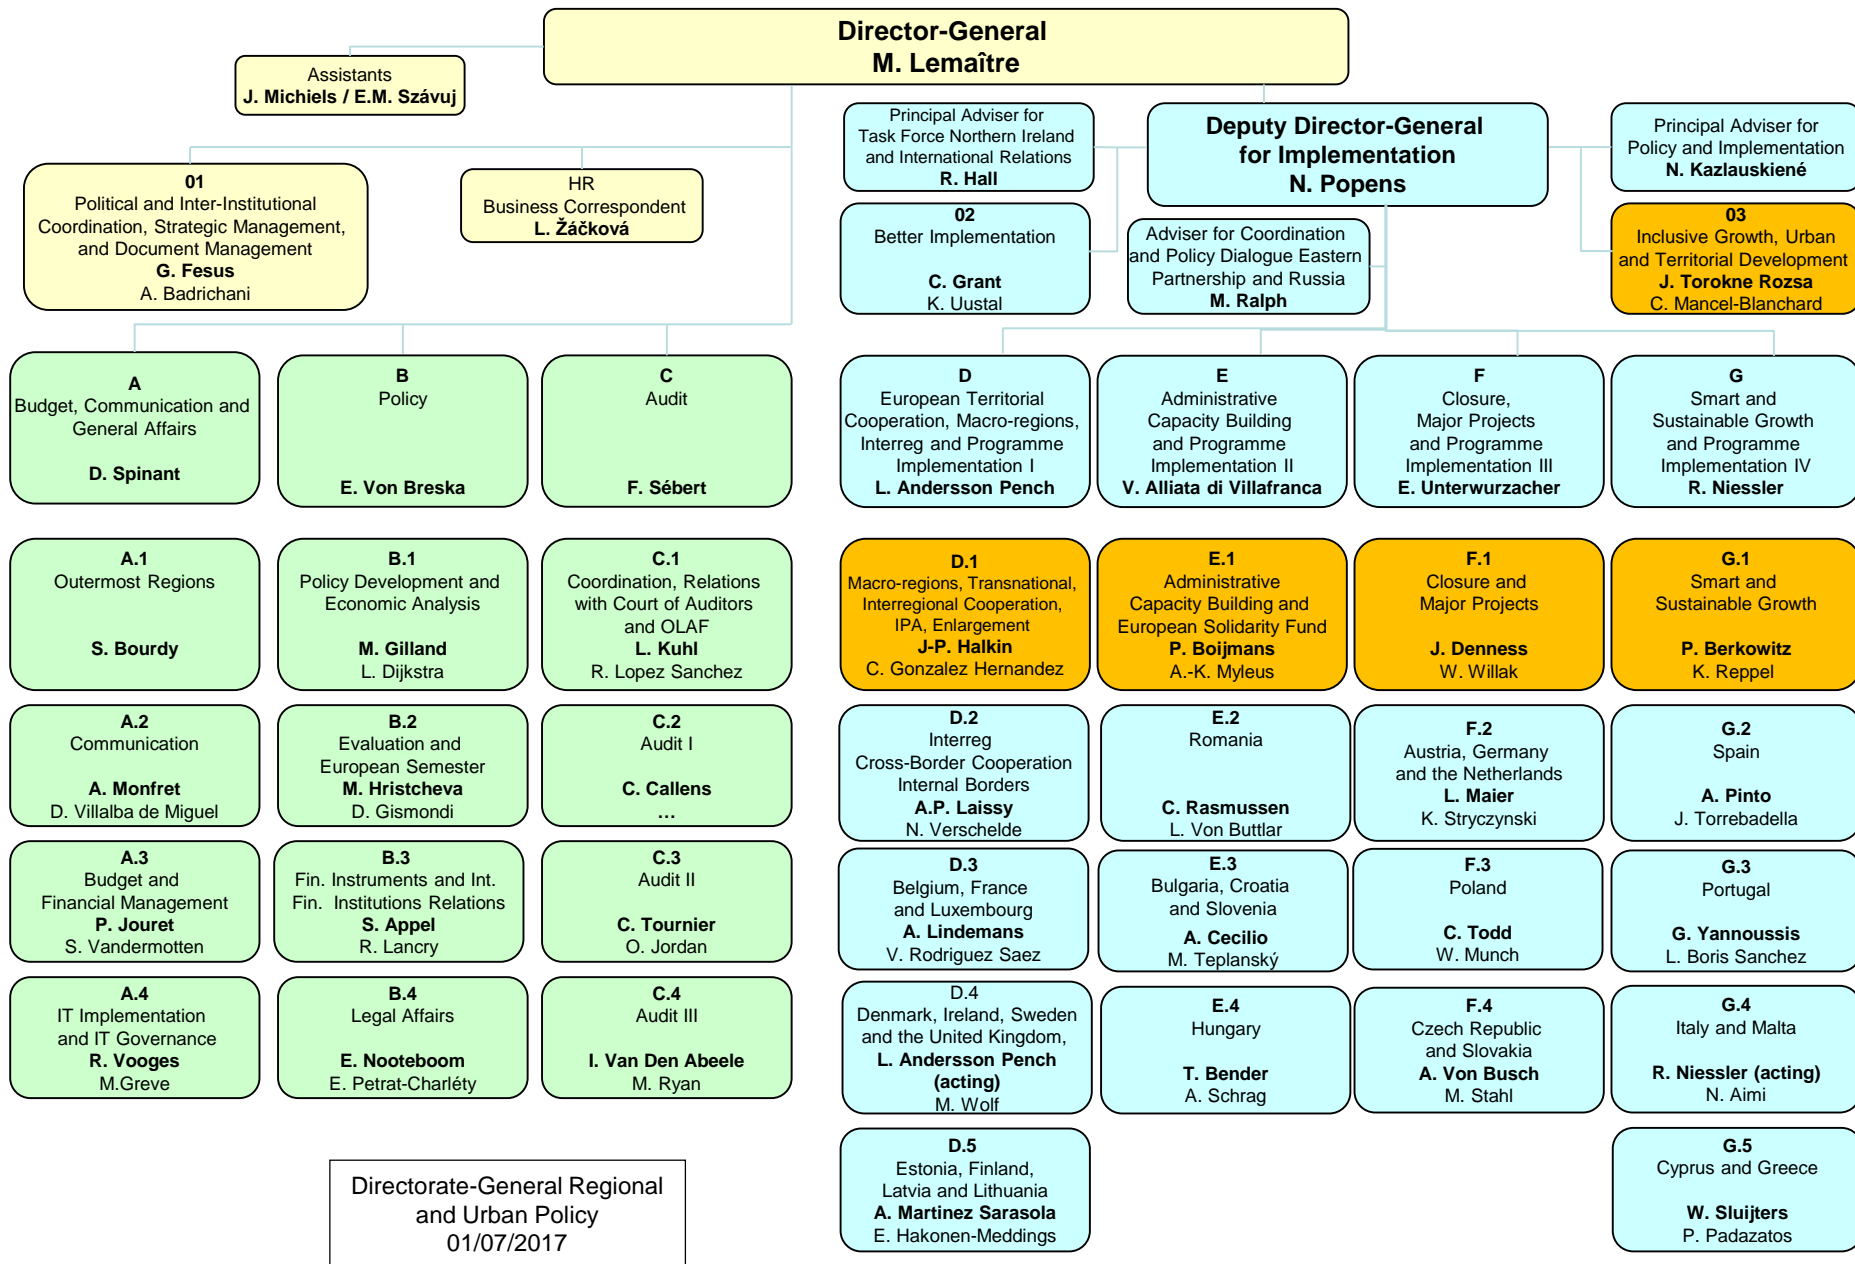 Director-General
M. Lemaître
Assistants
J. Michiels / E.M. Szávuj
Principal Adviser for
Task Force Northern Ireland
and International Relations
R. Hall
Deputy Director-General
for Implementation
N. Popens
Principal Adviser for
Policy and Implementation
N. Kazlauskiené
01
Political and Inter-Institutional
Coordination, Strategic Management,
and Document Management
G. Fesus
A. Badrichani
HR
Business Correspondent
L. Žáčková
02
Better Implementation
C. Grant
K. Uustal
Adviser for Coordination
and Policy Dialogue Eastern
Partnership and Russia
M. Ralph
03
Inclusive Growth, Urban
and Territorial Development
J. Torokne Rozsa
C. Mancel-Blanchard
A
Budget, Communication and
General Affairs
D. Spinant
B
Policy
E. Von Breska
C
Audit
F. Sébert
D
European Territorial
Cooperation, Macro-regions,
Interreg and Programme
Implementation I
L. Andersson Pench
E
Administrative
Capacity Building
and Programme
Implementation II
V. Alliata di Villafranca
F
Closure,
Major Projects
and Programme
Implementation III
E. Unterwurzacher
G
Smart and
Sustainable Growth
and Programme
Implementation IV
R. Niessler
A.1
Outermost Regions
S. Bourdy
B.1
Policy Development and
Economic Analysis
M. Gilland
L. Dijkstra
C.1
Coordination, Relations
with Court of Auditors
and OLAF
L. Kuhl
R. Lopez Sanchez
D.1
Macro-regions, Transnational,
Interregional Cooperation,
IPA, Enlargement
J-P. Halkin
C. Gonzalez Hernandez
E.1
Administrative
Capacity Building and
European Solidarity Fund
P. Boijmans
A.-K. Myleus
F.1
Closure and
Major Projects
J. Denness
W. Willak
G.1
Smart and
Sustainable Growth
P. Berkowitz
K. Reppel
A.2
Communication
A. Monfret
D. Villalba de Miguel
B.2
Evaluation and
European Semester
M. Hristcheva
D. Gismondi
C.2
Audit I
C. Callens
...
D.2
Interreg
Cross-Border Cooperation
Internal Borders
A.P. Laissy
N. Verschelde
E.2
Romania
C. Rasmussen
L. Von Buttlar
F.2
Austria, Germany
and the Netherlands
L. Maier
K. Stryczynski
G.2
Spain
A. Pinto
J. Torrebadella
A.3
Budget and
Financial Management
P. Jouret
S. Vandermotten
B.3
Fin. Instruments and Int.
Fin. Institutions Relations
S. Appel
R. Lancry
C.3
Audit II
C. Tournier
O. Jordan
D.3
Belgium, France
and Luxembourg
A. Lindemans
V. Rodriguez Saez
E.3
Bulgaria, Croatia
and Slovenia
A. Cecilio
M. Teplanský
F.3
Poland
C. Todd
W. Munch
G.3
Portugal
G. Yannoussis
L. Boris Sanchez
A.4
IT Implementation
and IT Governance
R. Vooges
M.Greve
B.4
Legal Affairs
E. Nooteboom
E. Petrat-Charléty
C.4
Audit III
I. Van Den Abeele
M. Ryan
D.4
Denmark, Ireland, Sweden
and the United Kingdom,
L. Andersson Pench
(acting)
M. Wolf
E.4
Hungary
T. Bender
A. Schrag
F.4
Czech Republic
and Slovakia
A. Von Busch
M. Stahl
G.4
Italy and Malta
R. Niessler (acting)
N. Aimi
D.5
Estonia, Finland,
Latvia and Lithuania
A. Martinez Sarasola
E. Hakonen-Meddings
G.5
Cyprus and Greece
W. Sluijters
P. Padazatos
Directorate-General Regional
and Urban Policy
01/07/2017